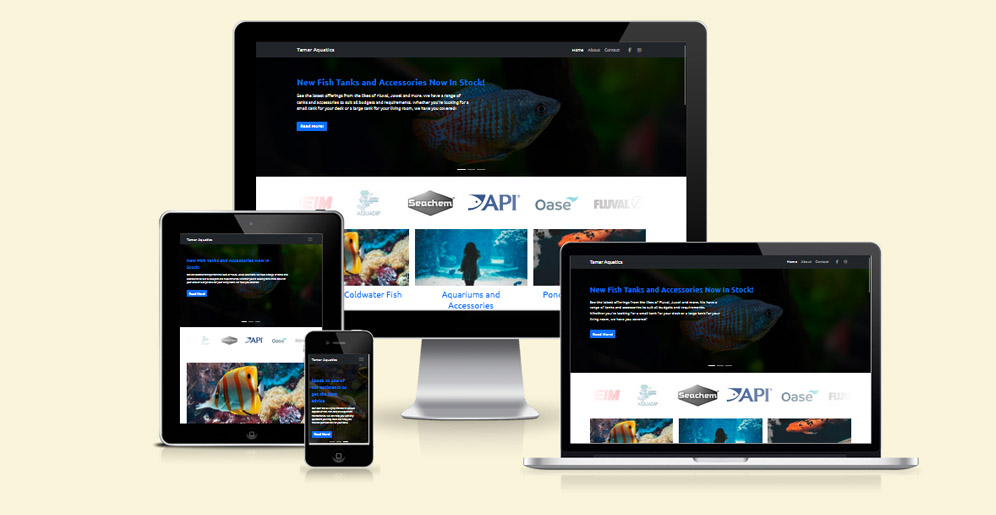 Tamar Aquatics
Home About Contact
New Fish Tanks and Accessories Now In Stock!
See the latest offerings from the likes of Fluval, Juwel and more. We have a range of
tanks and accessories to suit all budgets and requirements. Whether you're looking for a
small tank for your desk or a large tank for your living room, we have you covered!
Read More!
EIM
AQUADIP
Seachem
API
Oase
FLUVAL
Coldwater Fish
Aquariums and
Accessories
Pond
Tamar Aquatics
New Fish Tanks and Accessories Now In
Stock!
Read More!
Seachem
API
Oase
Tamar Aquatics
Speak to one of
our experts to
get the best
advice
Read More!
Tamar Aquatics
Home About Contact
New Fish Tanks and Accessories Now In Stock!
See the latest offerings from the likes of Fluval, Juwel and more. We have a
range of tanks and accessories to suit all budgets and requirements.
Whether you're looking for a small tank for your desk or a large tank for your
living room, we have you covered!
Read More!
EIM
AQUADIP
Seachem
API
Oase
FLUV